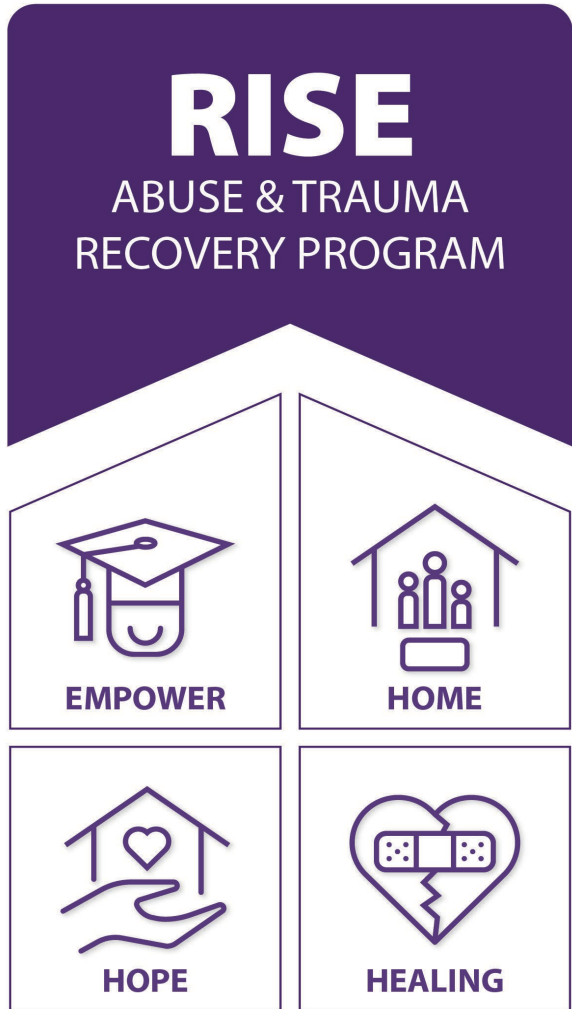 RISE
ABUSE & TRAUMA
RECOVERY PROGRAM
EMPOWER
HOME
HOPE
HEALING